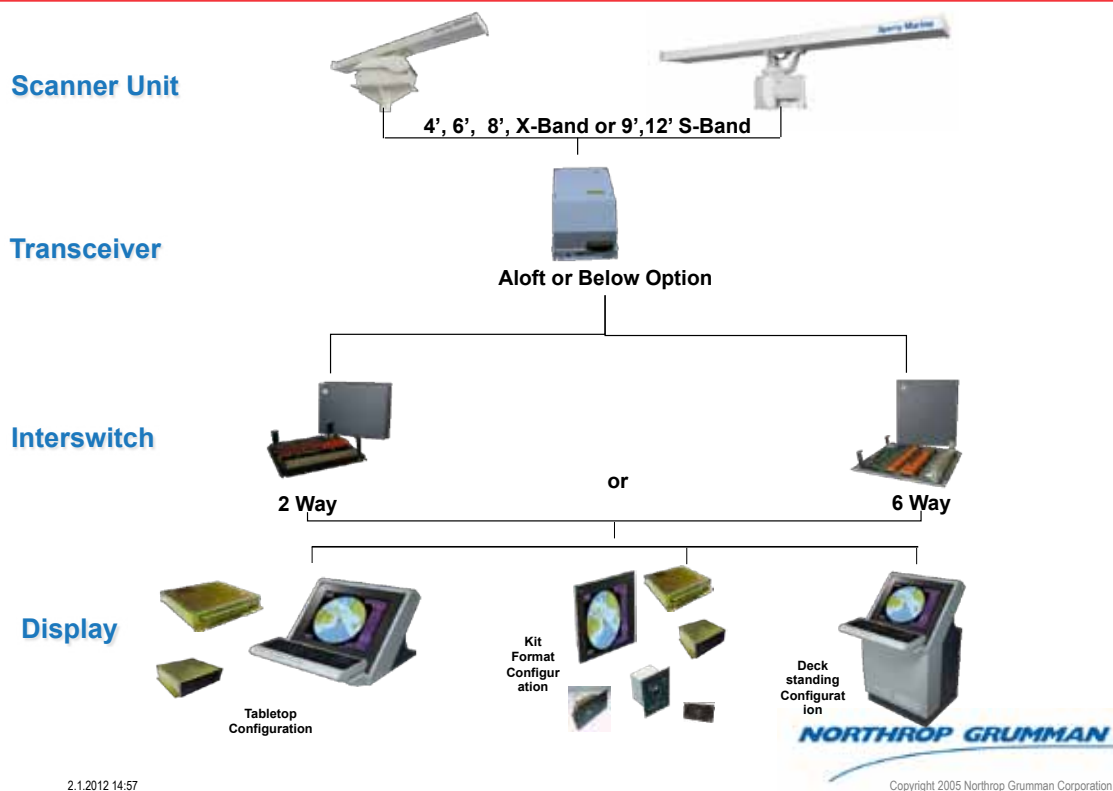 Sperry Marine
Scanner Unit
4’, 6’, 8’, X-Band or 9’,12’ S-Band
Transceiver
Aloft or Below Option
Interswitch
or
2 Way
6 Way
Display
Kit
Format
Configur
ation
Deck
standing
Configurat
ion
Tabletop
Configuration
NORTHROP GRUMMAN
2.1.2012 14:57
Copyright 2005 Northrop Grumman Corporation